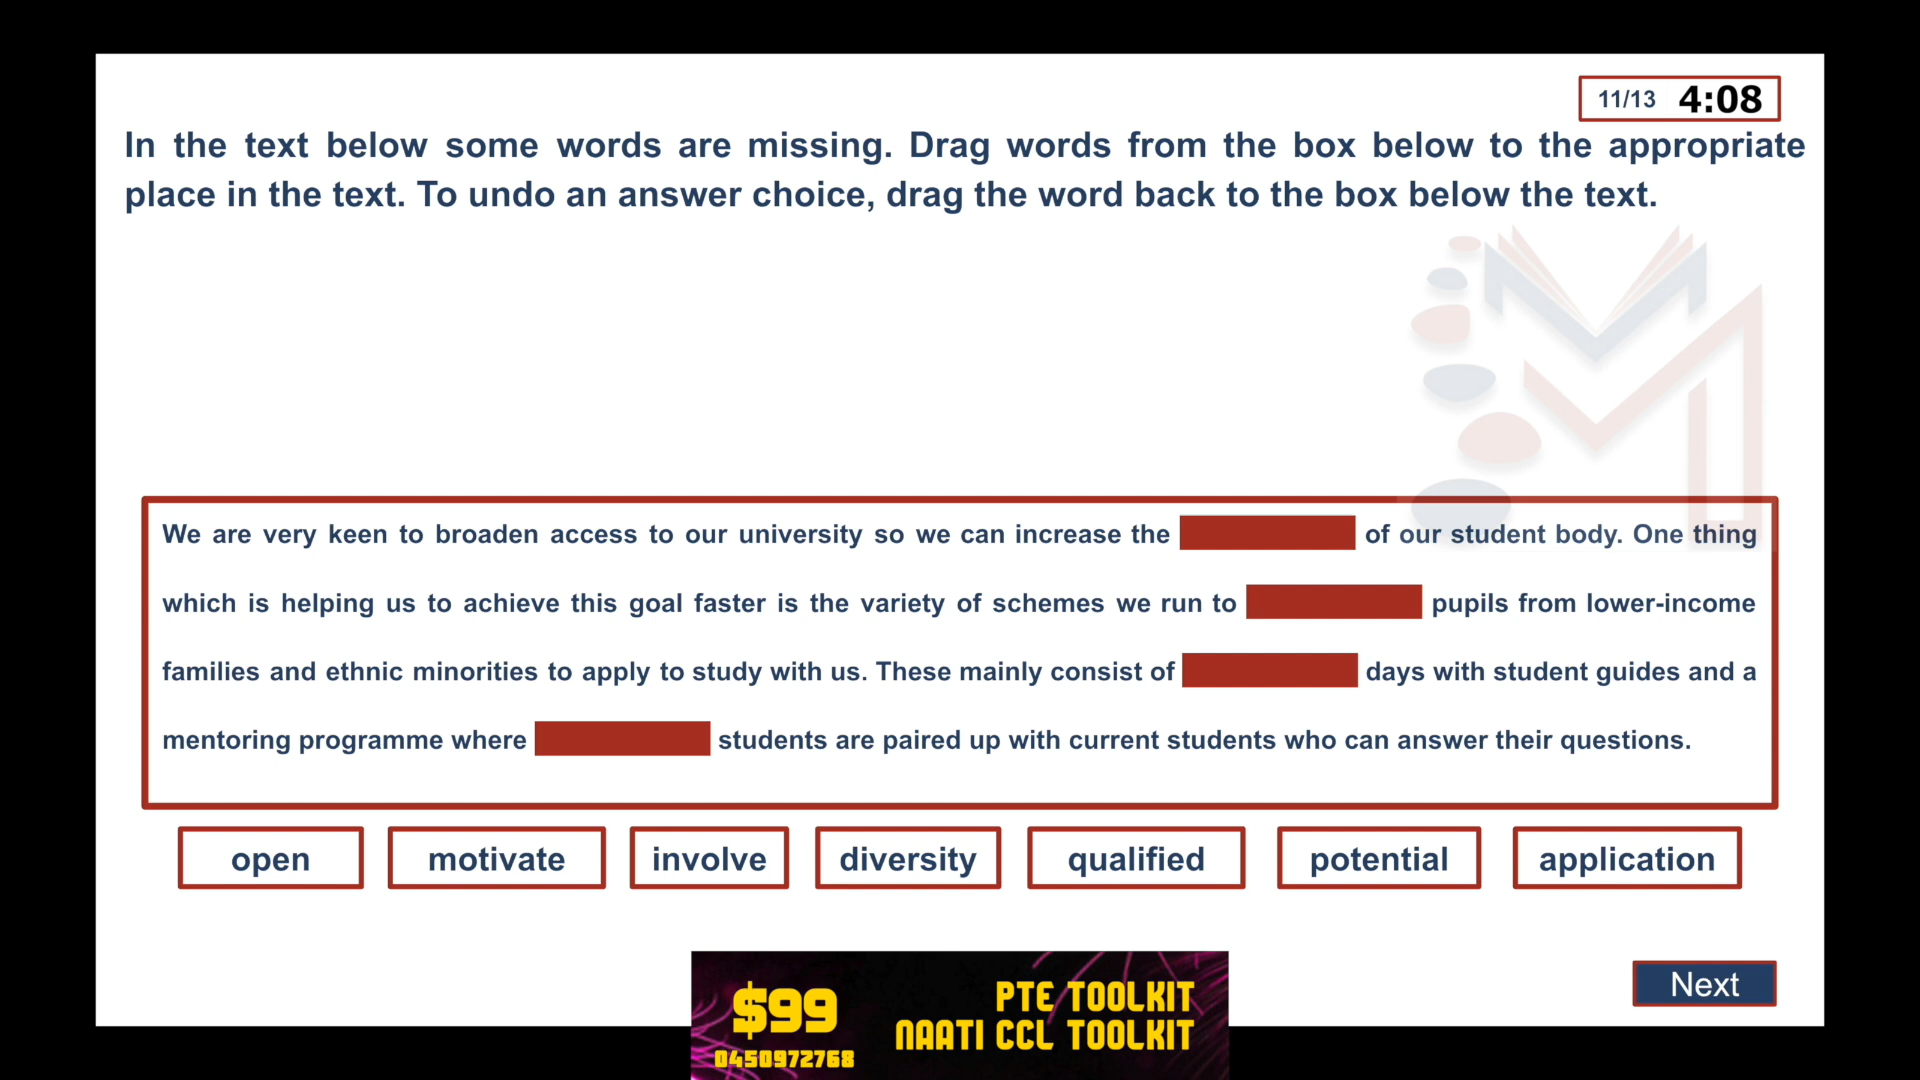 11/13 4:08
In the text below some words are missing. Drag words from the box below to the appropriate
place in the text. To undo an answer choice, drag the word back to the box below the text.
We are very keen to broaden access to our university so we can increase the of our student body. One thing
which is helping us to achieve this goal faster is the variety of schemes we run to pupils from lower-income
families and ethnic minorities to apply to study with us. These mainly consist of days with student guides and a
mentoring programme where students are paired up with current students who can answer their questions.
open motivate involve diversity qualified potential application
Next
$99 PTE TOOLKIT
NAATI CCL TOOLKIT
0450972768